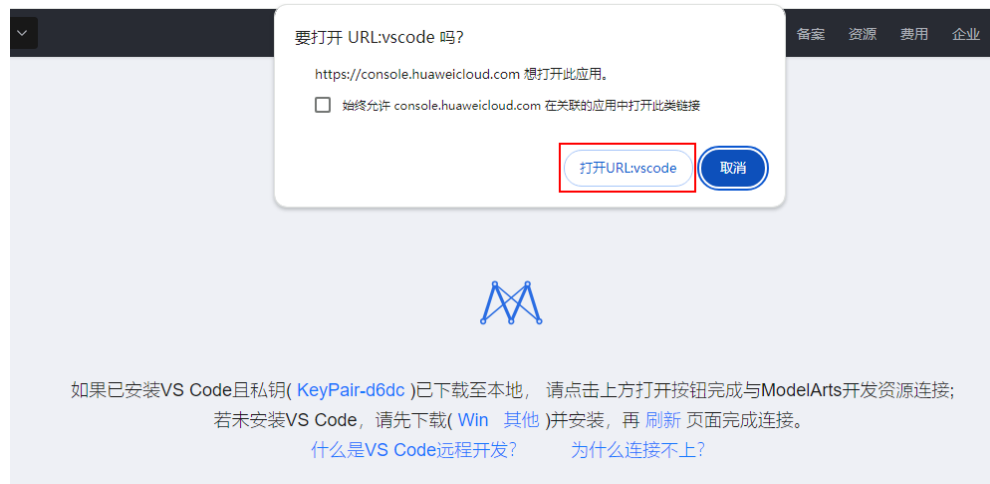 备案 资源 费用 企业
要打开 URL:vscode 吗?
https://console.huaweicloud.com 想打开此应用。
始终允许 console.huaweicloud.com 在关联的应用中打开此类链接
打开URL:vscode 取消
如果已安装VS Code且私钥( KeyPair-d6dc )已下载至本地， 请点击上方打开按钮完成与ModelArts开发资源连接;
若未安装VS Code，请先下载( Win 其他 )并安装，再 刷新 页面完成连接。
什么是VS Code远程开发? 为什么连接不上?